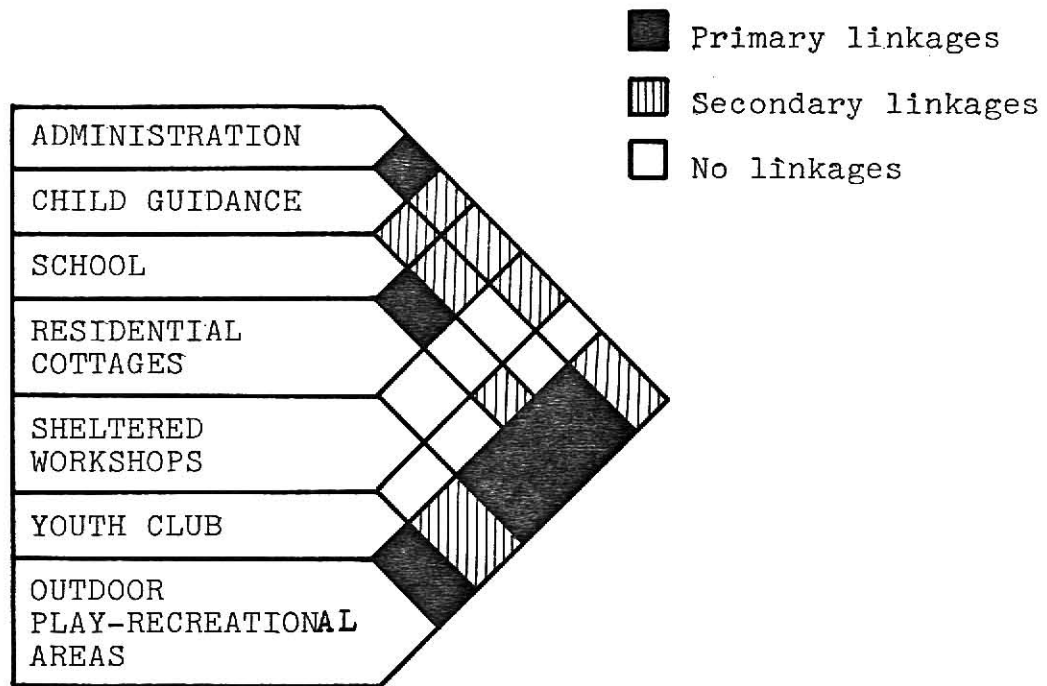 Primary linkages
Secondary linkages
No linkages
ADMINISTRATION
CHILD GUIDANCE
SCHOOL
RESIDENTIAL
COTTAGES
SHELTERED
WORKSHOPS
YOUTH CLUB
OUTDOOR
PLAY-RECREATIONAL
AREAS